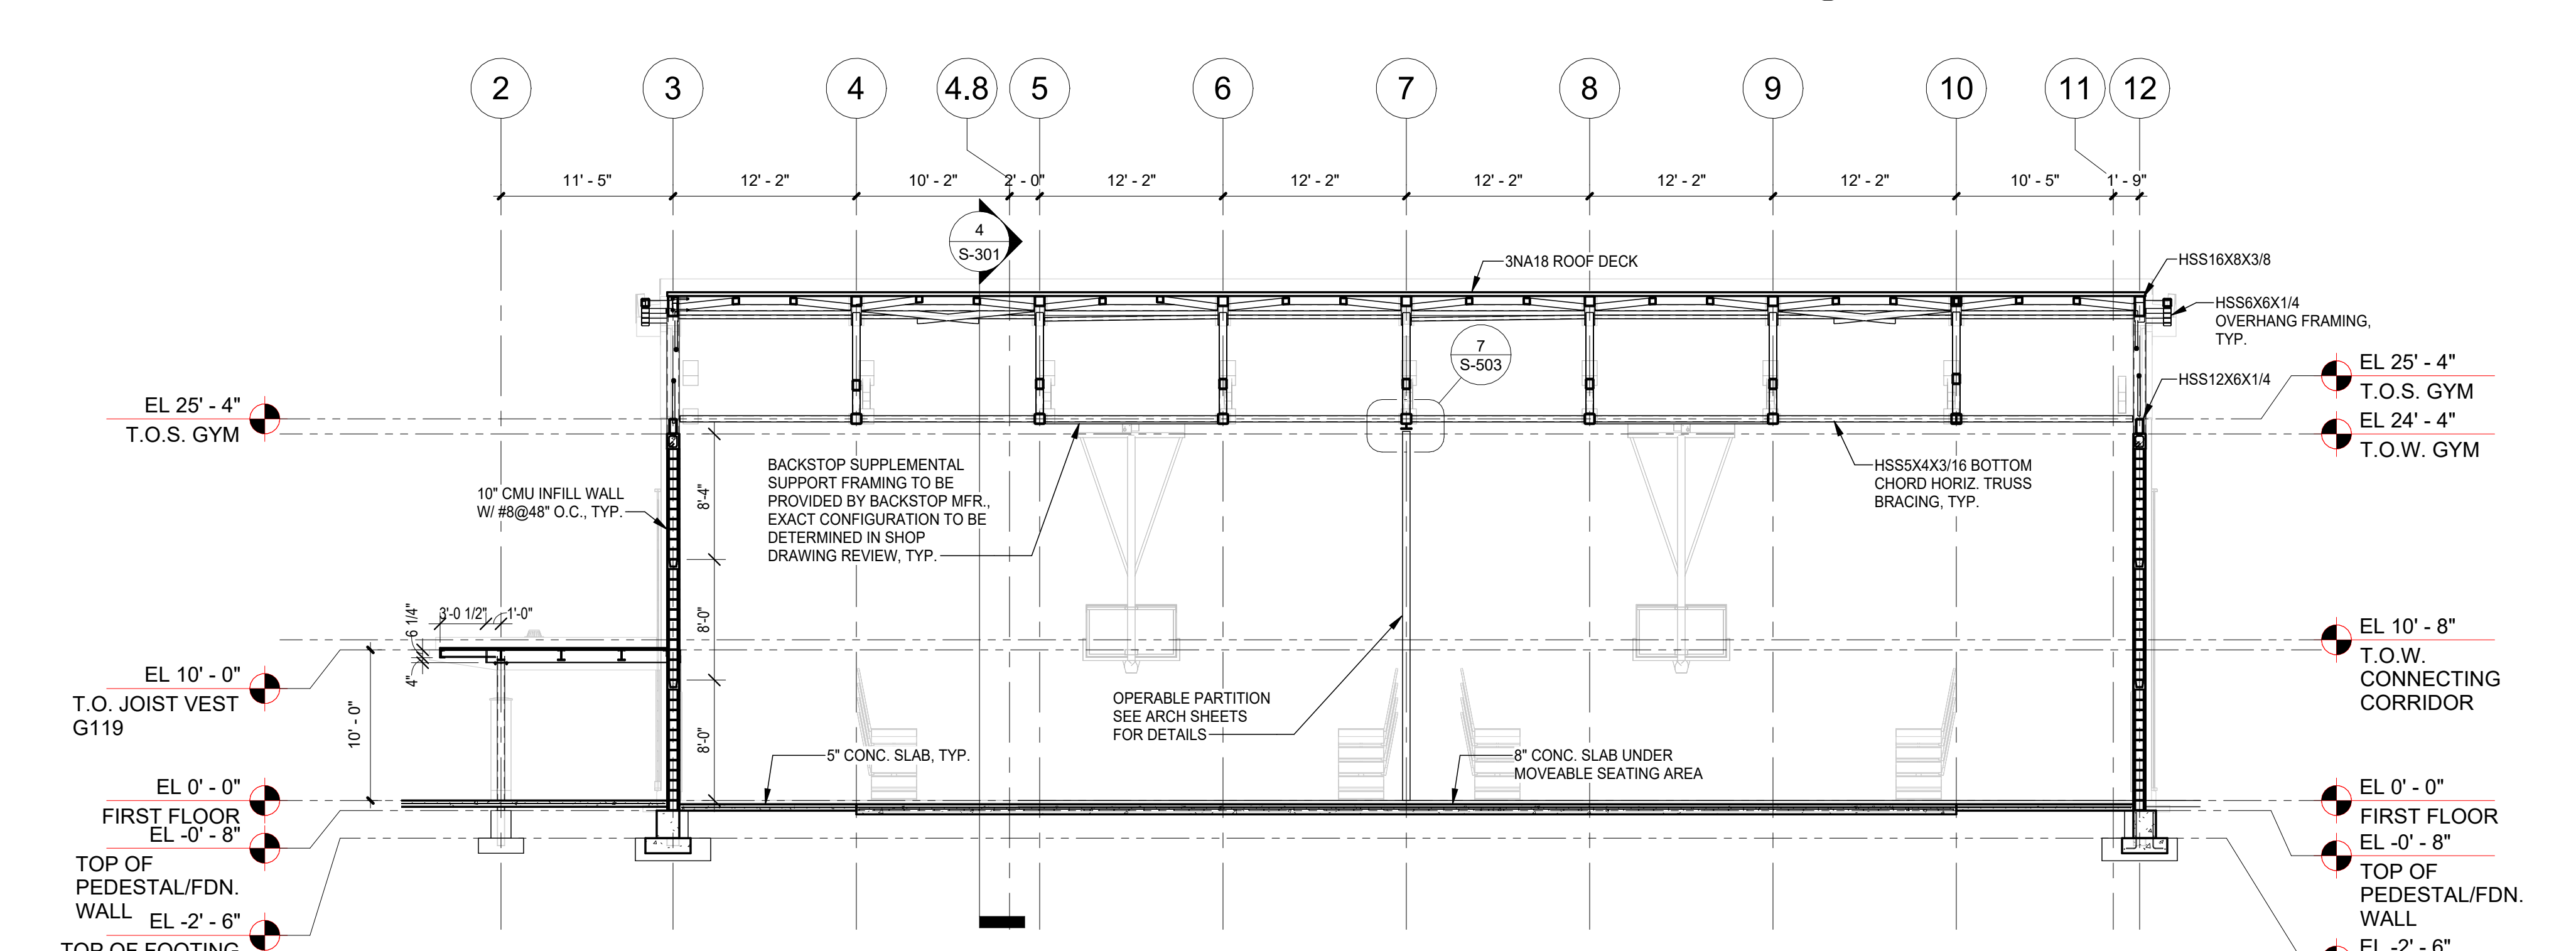 2 3 4 4.8 5 6 7 8 9 10 11 12
11' - 5" 12' - 2" 10' - 2" 2' - 0" 12' - 2" 12' - 2" 12' - 2" 12' - 2" 12' - 2" 10' - 5" 1' - 9"
4
S-301
3NA18 ROOF DECK
HSS16X8X3/8
HSS6X6X1/4
OVERHANG FRAMING,
TYP.
7
S-503
HSS12X6X1/4
EL 25' - 4"
T.O.S. GYM
EL 25' - 4"
T.O.S. GYM
EL 24' - 4"
T.O.W. GYM
BACKSTOP SUPPLEMENTAL
SUPPORT FRAMING TO BE
PROVIDED BY BACKSTOP MFR.,
EXACT CONFIGURATION TO BE
DETERMINED IN SHOP
DRAWING REVIEW, TYP.
HSS5X4X3/16 BOTTOM
CHORD HORIZ. TRUSS
BRACING, TYP.
10" CMU INFILL WALL
W/ #8@48" O.C., TYP.
8'-4"
8'-0"
8'-0"
3'-0 1/2"
1'-0"
6 1/4"
4"
10' - 0"
EL 10' - 0"
T.O. JOIST VEST
G119
EL 10' - 8"
T.O.W.
CONNECTING
CORRIDOR
OPERABLE PARTITION
SEE ARCH SHEETS
FOR DETAILS
5" CONC. SLAB, TYP.
8" CONC. SLAB UNDER
MOVEABLE SEATING AREA
EL 0' - 0"
FIRST FLOOR
EL -0' - 8"
TOP OF
PEDESTAL/FDN.
WALL
EL -2' - 6"
TOP OF FOOTING
EL 0' - 0"
FIRST FLOOR
EL -0' - 8"
TOP OF
PEDESTAL/FDN.
WALL
EL -2' - 6"